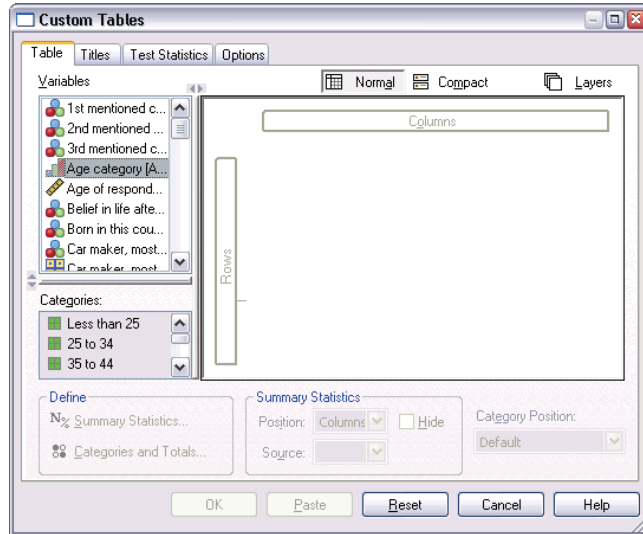 Custom Tables
Table Titles Test Statistics Options
Variables
Normal Compact Layers
1st mentioned c...
2nd mentioned ...
3rd mentioned c...
Age category [A...
Age of respond...
Belief in life afte...
Born in this cou...
Car maker, most...
Car maker, most
Columns
Rows
Categories:
Less than 25
25 to 34
35 to 44
Define
N% Summary Statistics...
Categories and Totals...
Summary Statistics
Position: Columns Hide
Source:
Category Position:
Default
OK Paste Reset Cancel Help